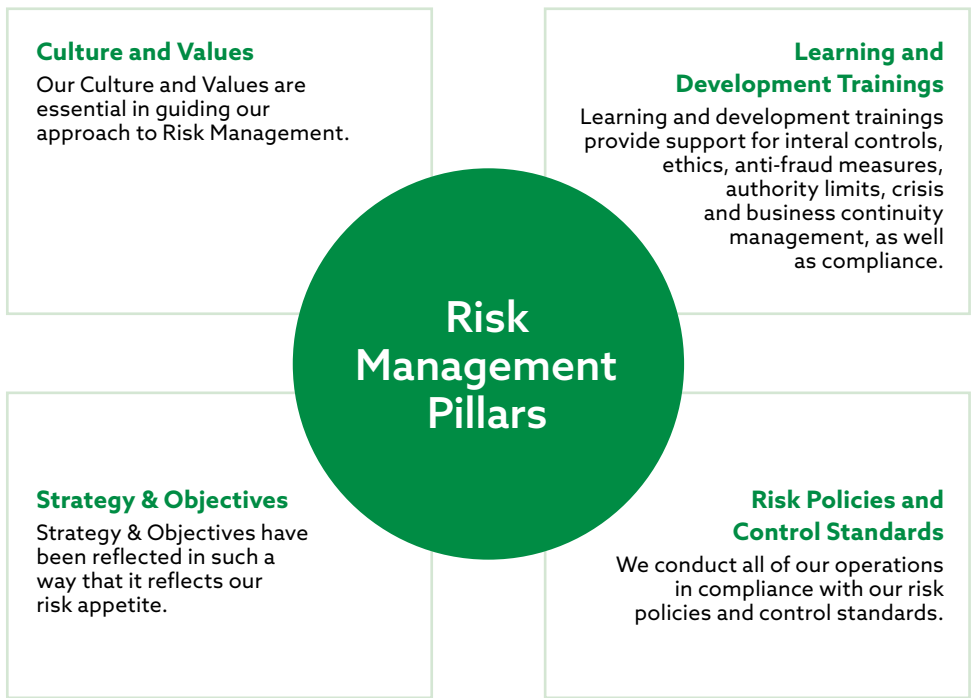 Culture and Values
Our Culture and Values are
essential in guiding our
approach to Risk Management.
Learning and
Development Trainings
Learning and development trainings
provide support for interal controls,
ethics, anti-fraud measures,
authority limits, crisis
and business continuity
management, as well
as compliance.
Risk
Management
Pillars
Strategy & Objectives
Strategy & Objectives have
been reflected in such a
way that it reflects our
risk appetite.
Risk Policies and
Control Standards
We conduct all of our operations
in compliance with our risk
policies and control standards.